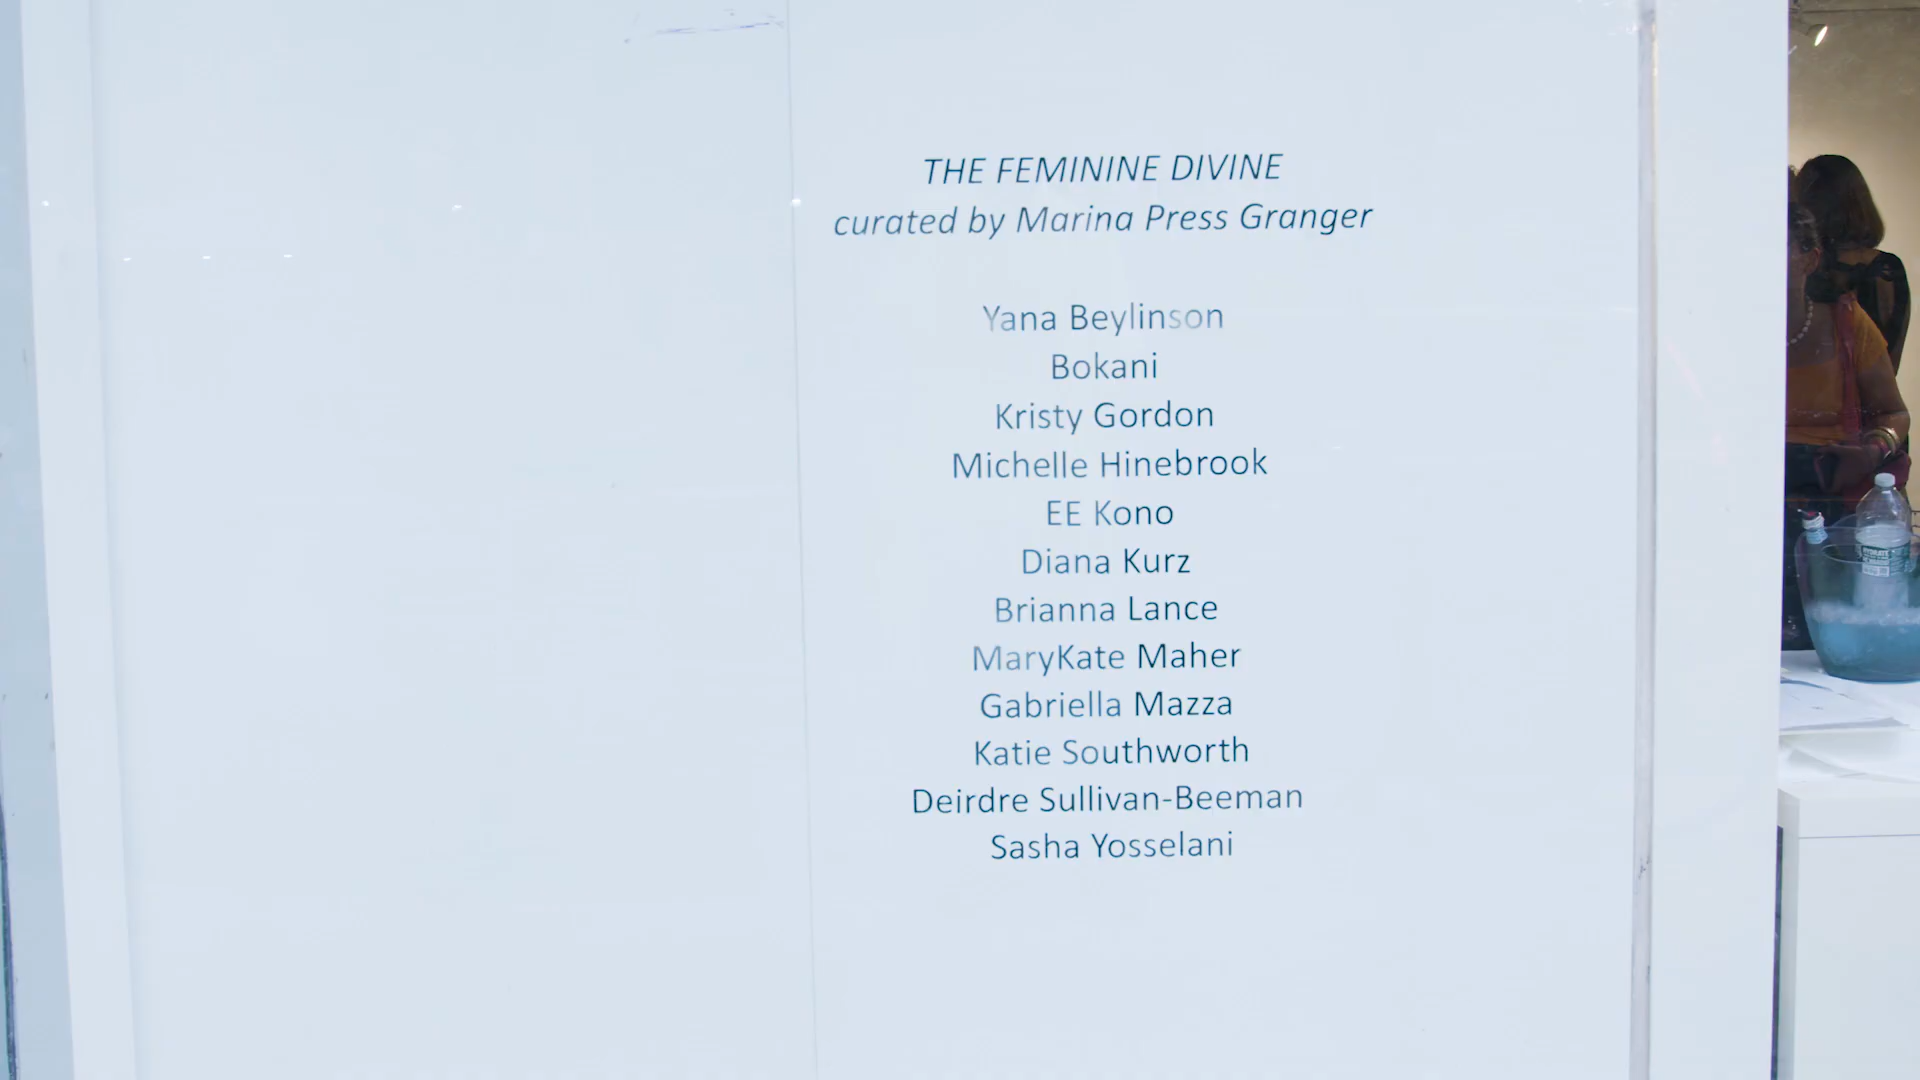 THE FEMININE DIVINE
curated by Marina Press Granger
Yana Beylinson
Bokani
Kristy Gordon
Michelle Hinebrook
EE Kono
Diana Kurz
Brianna Lance
MaryKate Maher
Gabriella Mazza
Katie Southworth
Deirdre Sullivan-Beeman
Sasha Yosselani
HYDRATE